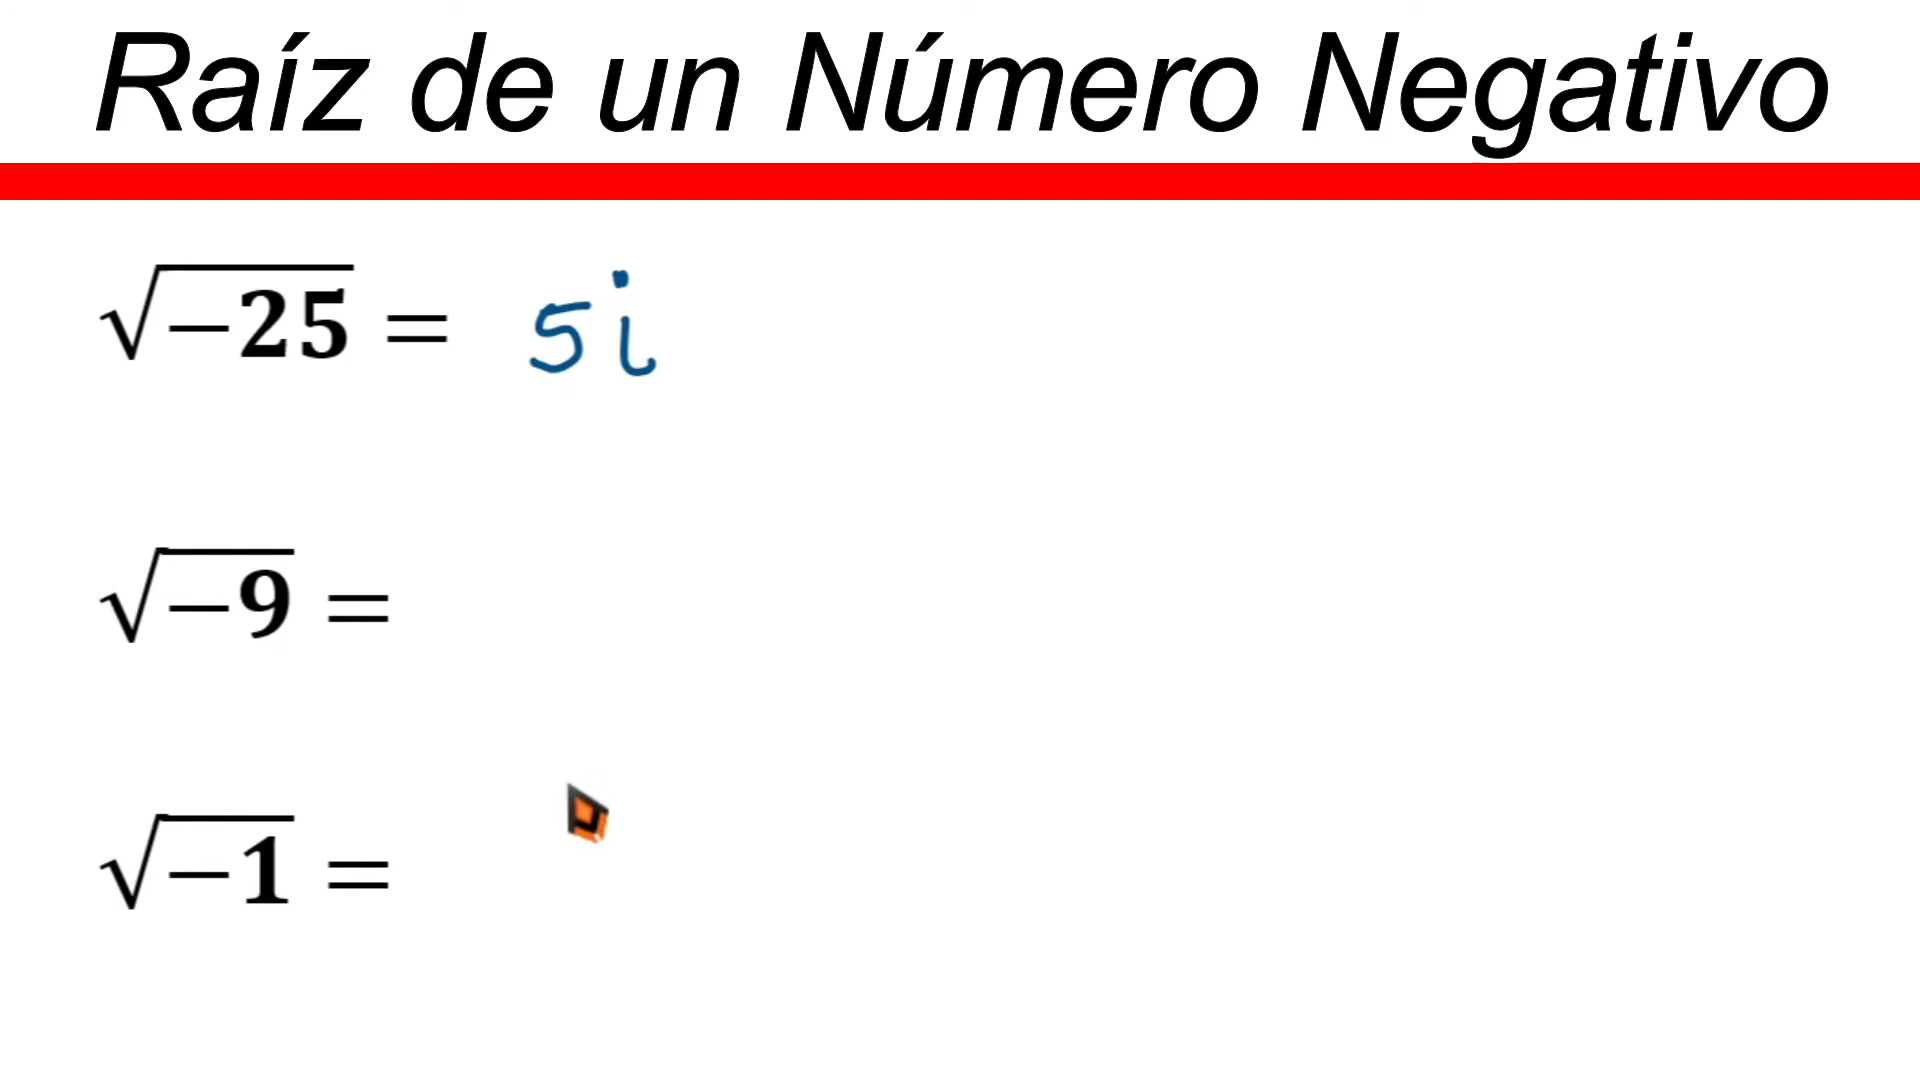 Raíz de un Número Negativo
√−25 = 5i
√−9 =
√−1 =